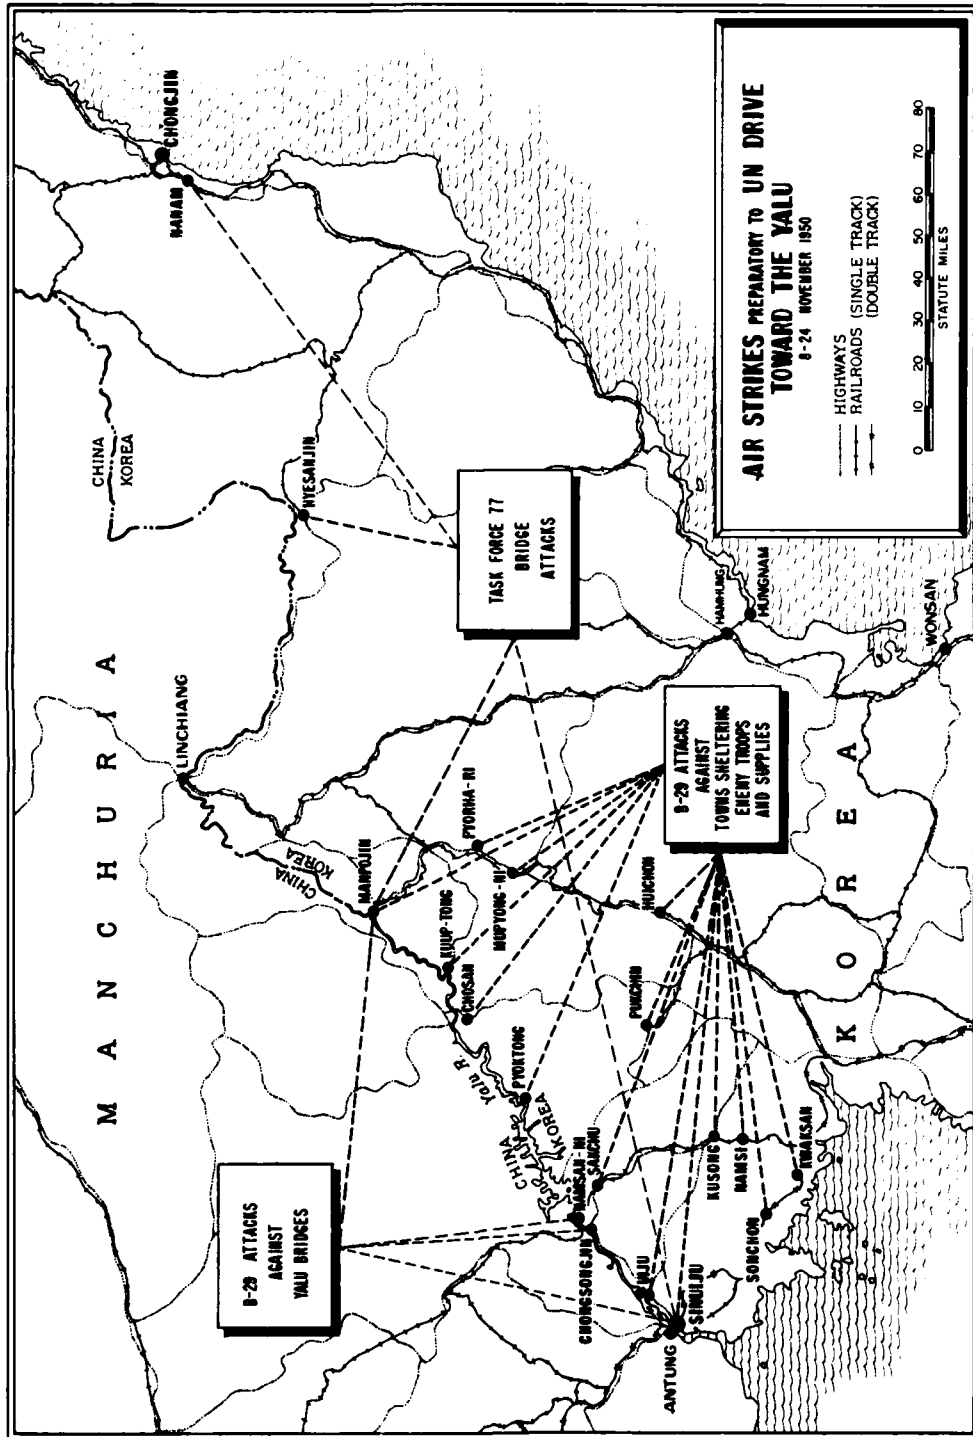 MANCHURIA
KOREA
CHINA
KOREA
CHINA
KOREA
CHINA
KOREA
Yalu R.
CHONGJIN
NANAM
HYESANJIN
LINCHIANG
MANPOJIN
KUUP-TONG
CHOSAN
PYORHA-RI
MUPYONG-NI
PYOKTONG
HUICHON
PUKCHIN
NAMSAN-NI
SAKCHU
CHONGSONGJIN
UIJU
SINUIJU
ANTUNG
KUSONG
NAMSI
SONCHON
KWAKSAN
HAMHUNG
HUNGNAM
WONSAN
B-29 ATTACKS
AGAINST
YALU BRIDGES
TASK FORCE 77
BRIDGE
ATTACKS
B-29 ATTACKS
AGAINST
TOWNS SHELTERING
ENEMY TROOPS
AND SUPPLIES
AIR STRIKES PREPARATORY TO UN DRIVE
TOWARD THE YALU
8-24 NOVEMBER 1950
HIGHWAYS
RAILROADS (SINGLE TRACK)
(DOUBLE TRACK)
0 10 20 30 40 50 60 70 80
STATUTE MILES